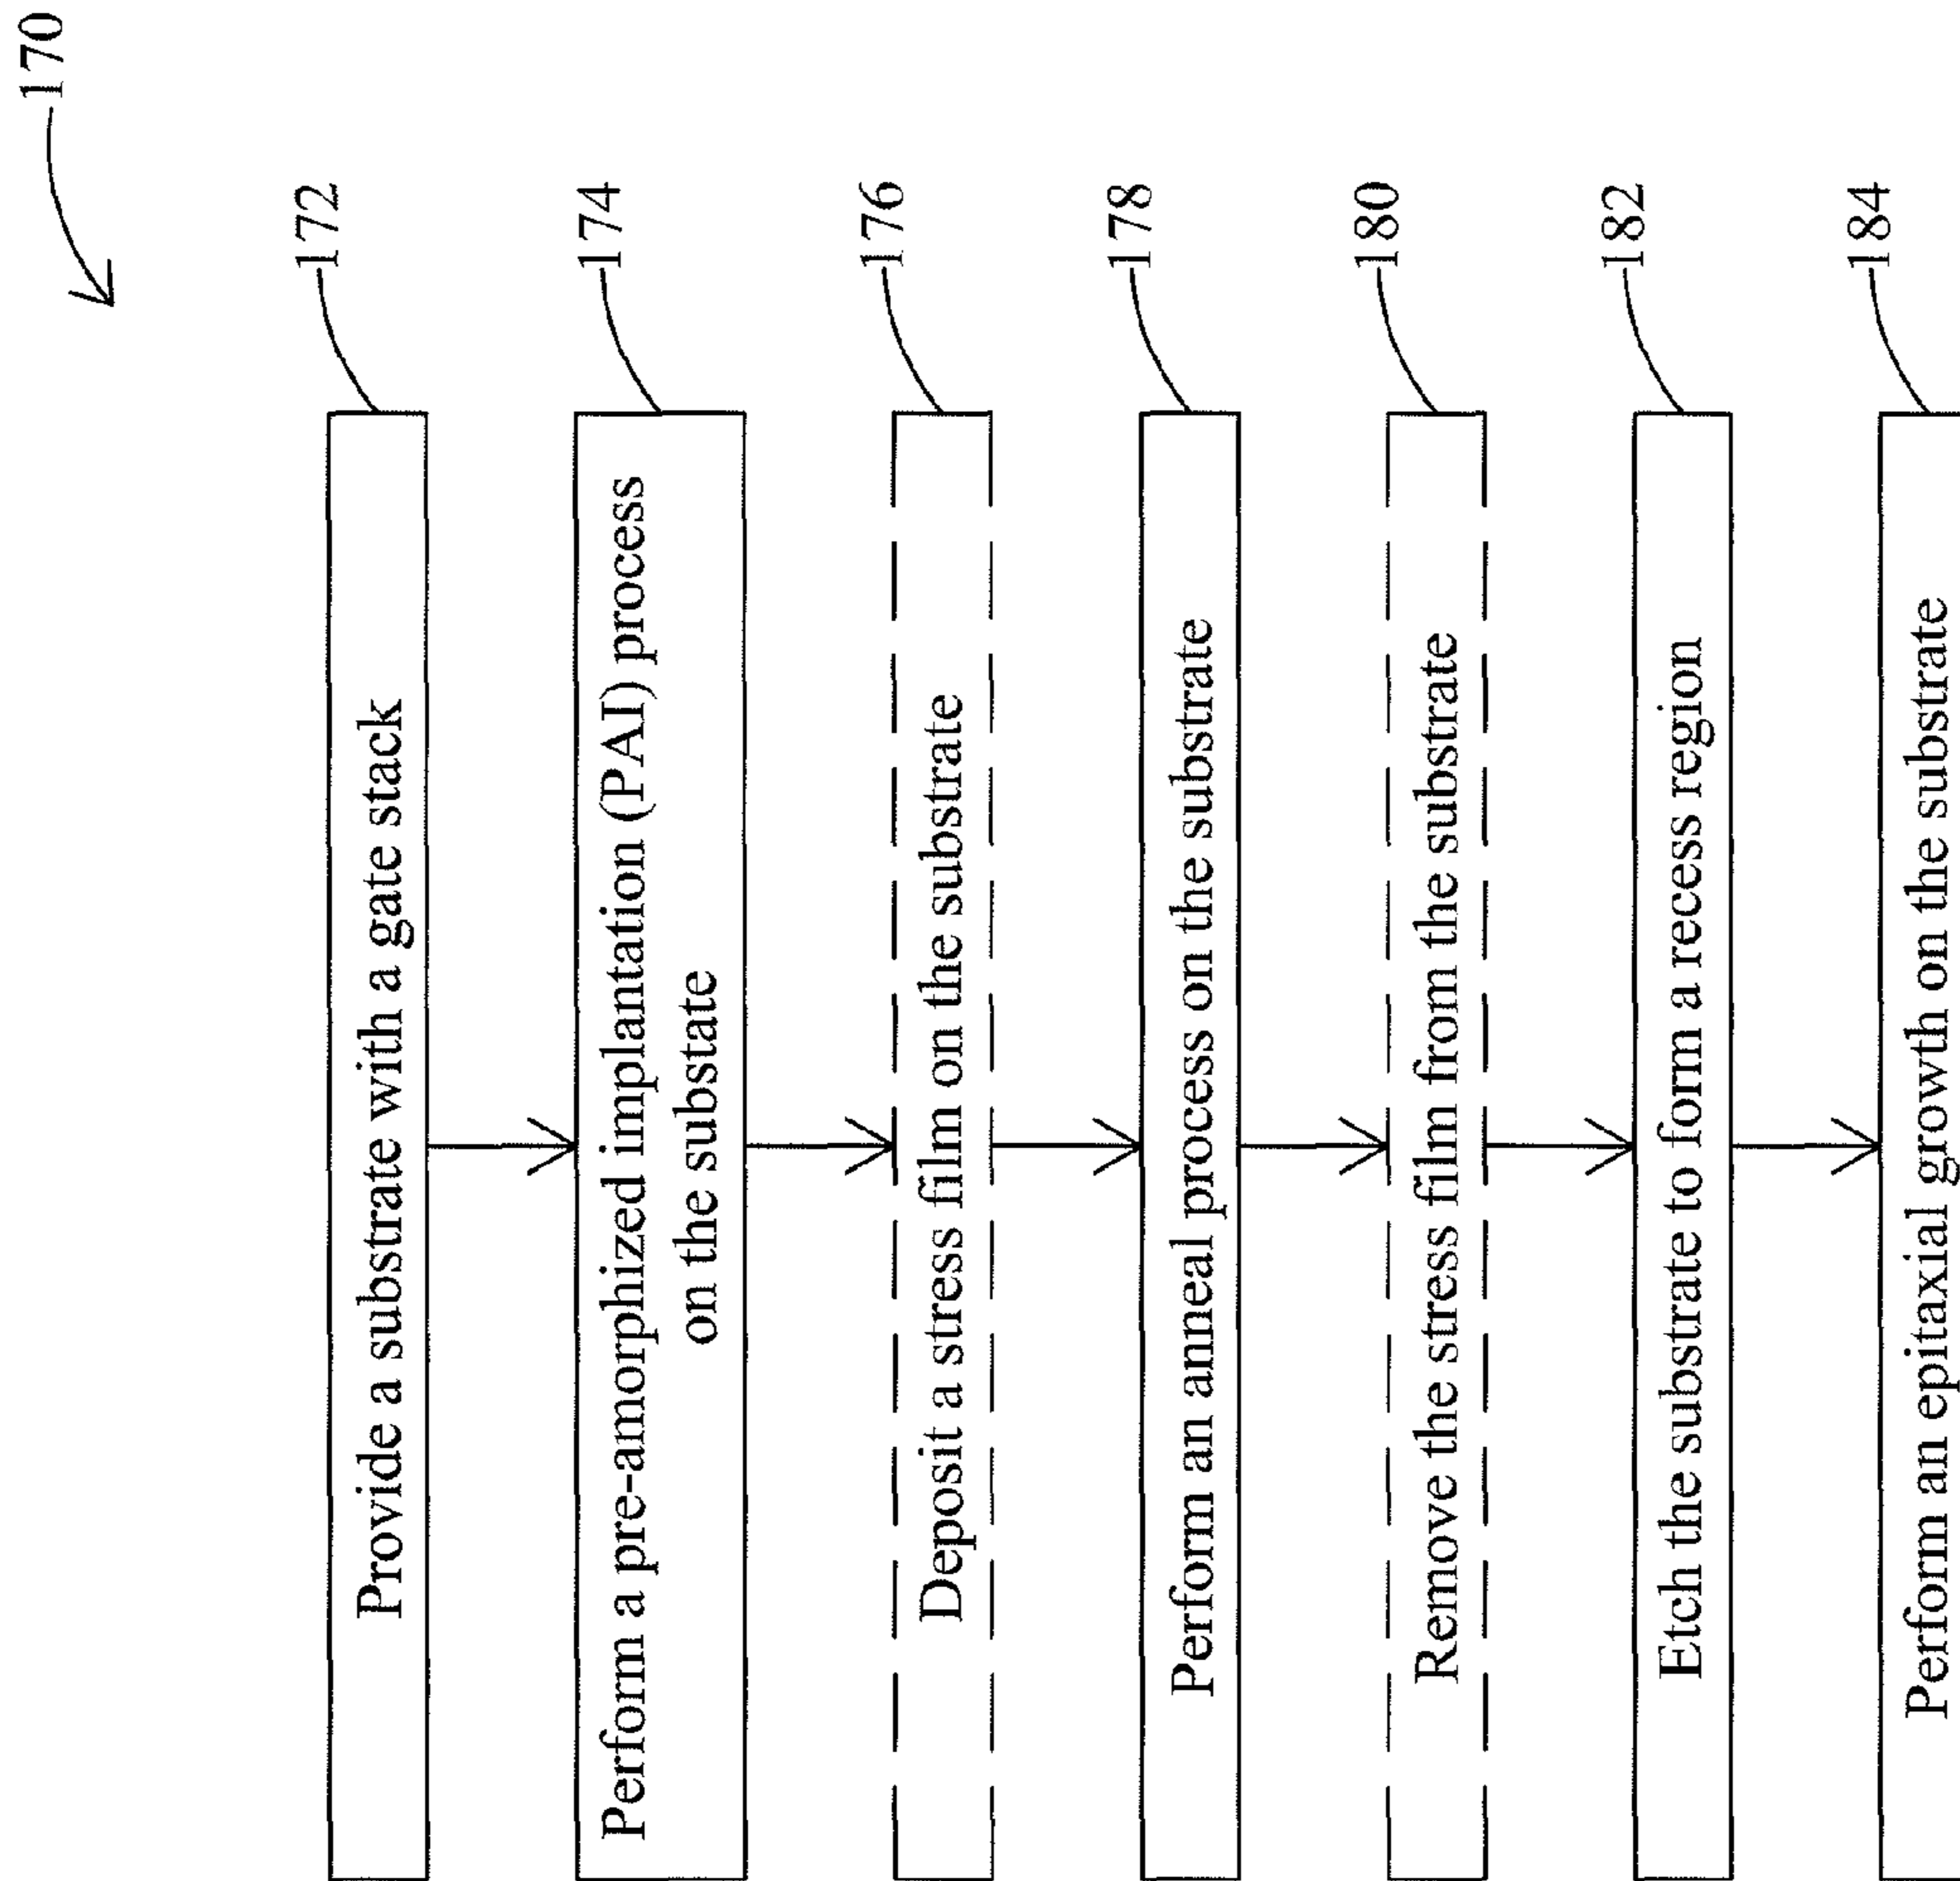 170
172
Provide a substrate with a gate stack
174
Perform a pre-amorphized implantation (PAI) process
on the substate
176
Deposit a stress film on the substrate
178
Perform an anneal process on the substrate
180
Remove the stress film from the substrate
182
Etch the substrate to form a recess region
184
Perform an epitaxial growth on the substrate